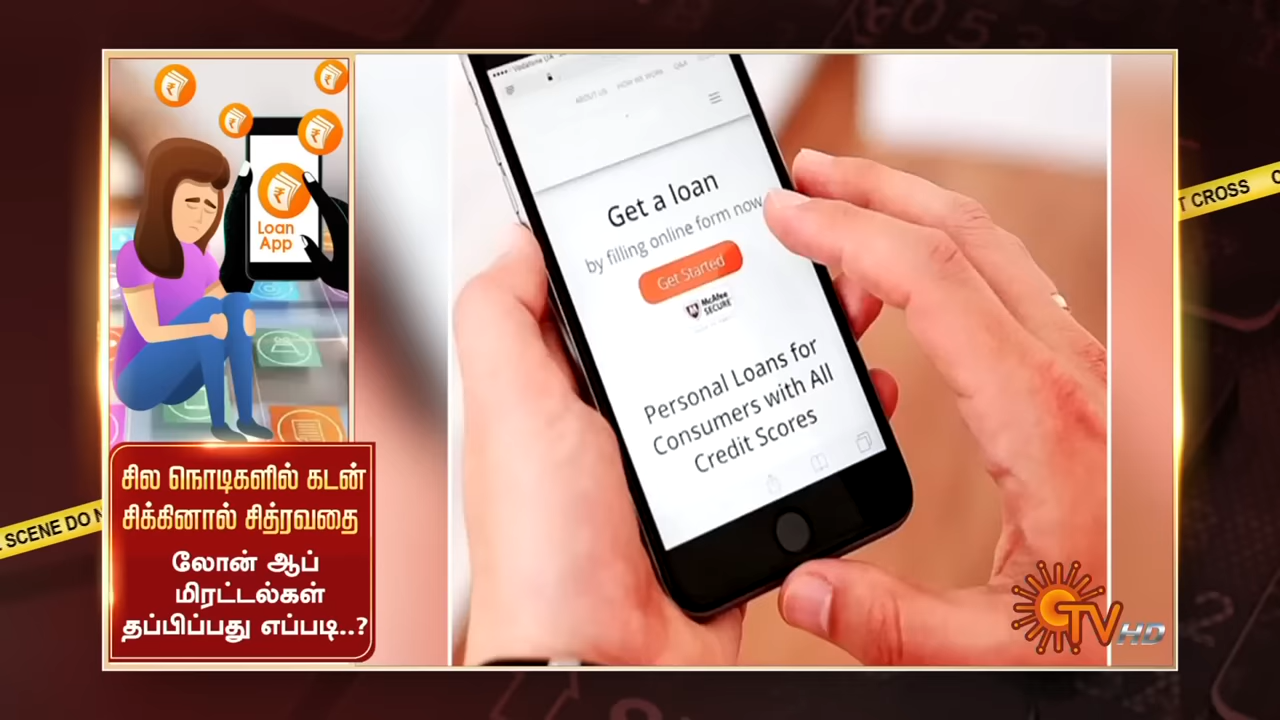 ABOUT US HOW WE WORK Q&A
Get a loan
by filling online form now
Get Started
McAfee
SECURE
Personal Loans for
Consumers with All
Credit Scores
Loan
App
சில நொடிகளில் கடன்
சிக்கினால் சித்ரவதை
லோன் ஆப்
மிரட்டல்கள்
தப்பிப்பது எப்படி..?
T CROSS
SCENE DO N
TV HD